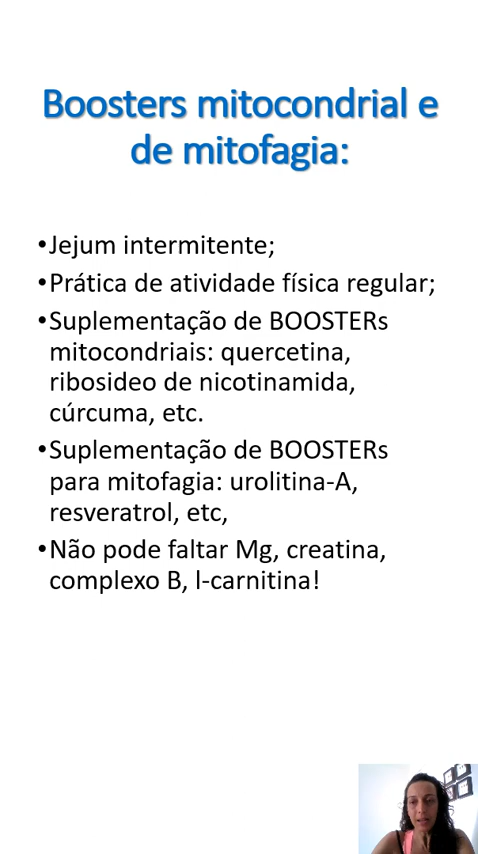 Boosters mitocondrial e
de mitofagia:
•Jejum intermitente;
•Prática de atividade física regular;
•Suplementação de BOOSTERs
mitocondriais: quercetina,
ribosideo de nicotinamida,
cúrcuma, etc.
•Suplementação de BOOSTERs
para mitofagia: urolitina-A,
resveratrol, etc,
•Não pode faltar Mg, creatina,
complexo B, l-carnitina!